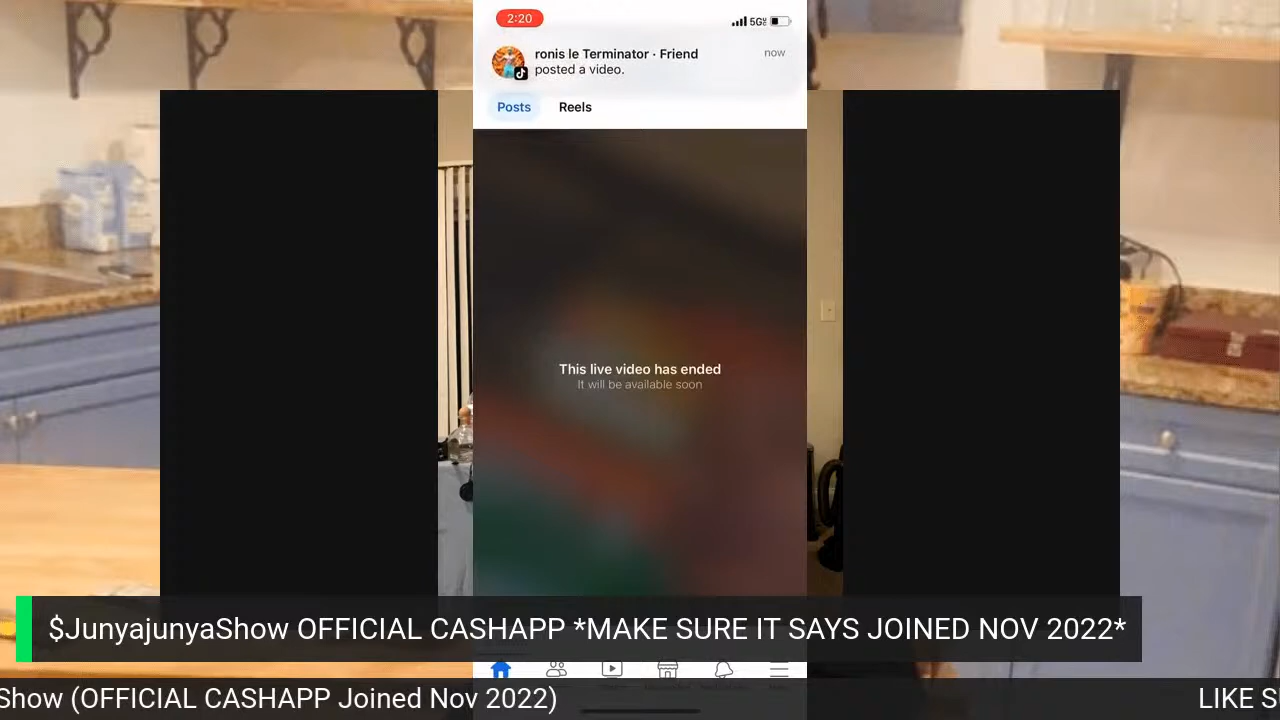 2:20
5G
ronis le Terminator · Friend
now
posted a video.
Posts
Reels
This live video has ended
It will be available soon
$JunyajunyaShow OFFICIAL CASHAPP *MAKE SURE IT SAYS JOINED NOV 2022*
Show (OFFICIAL CASHAPP Joined Nov 2022)
LIKE